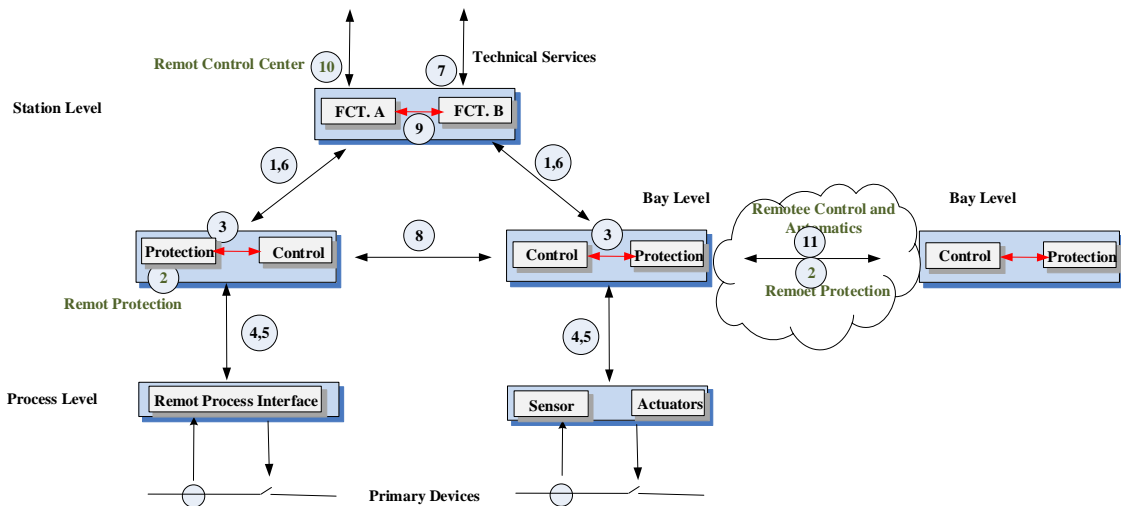 10
7
Technical Services
Remot Control Center
Station Level
FCT. A
FCT. B
9
1,6
1,6
Bay Level
Bay Level
3
8
3
Remotee Control and
Automatics
11
Protection
Control
Control
Protection
Control
Protection
2
2
Remot Protection
Remoet Protection
4,5
4,5
Process Level
Remot Process Interface
Sensor
Actuators
Primary Devices